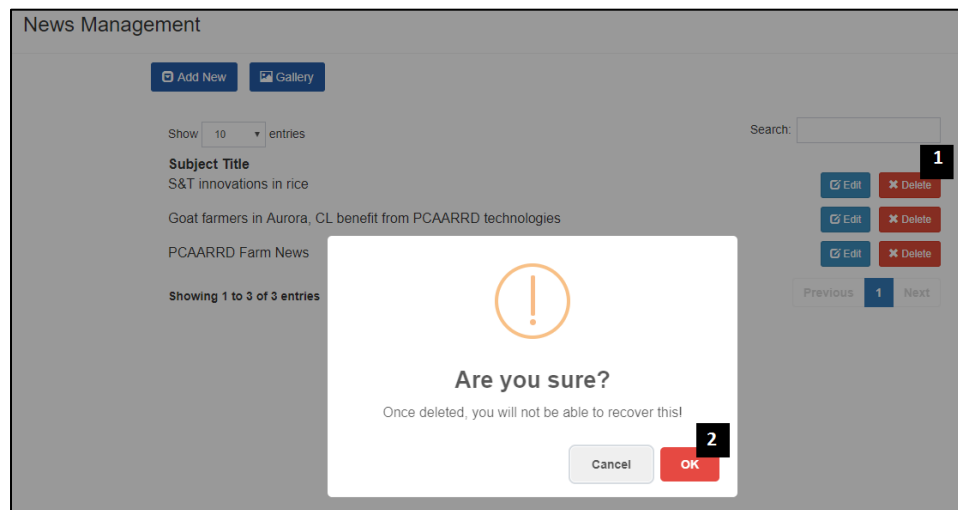 News Management
Add New Gallery
Show 10 entries Search:
1
Subject Title
S&T innovations in rice Edit Delete
Goat farmers in Aurora, CL benefit from PCAARRD technologies Edit Delete
PCAARRD Farm News Edit Delete
Showing 1 to 3 of 3 entries Previous 1 Next
Are you sure?
Once deleted, you will not be able to recover this!
2
Cancel OK